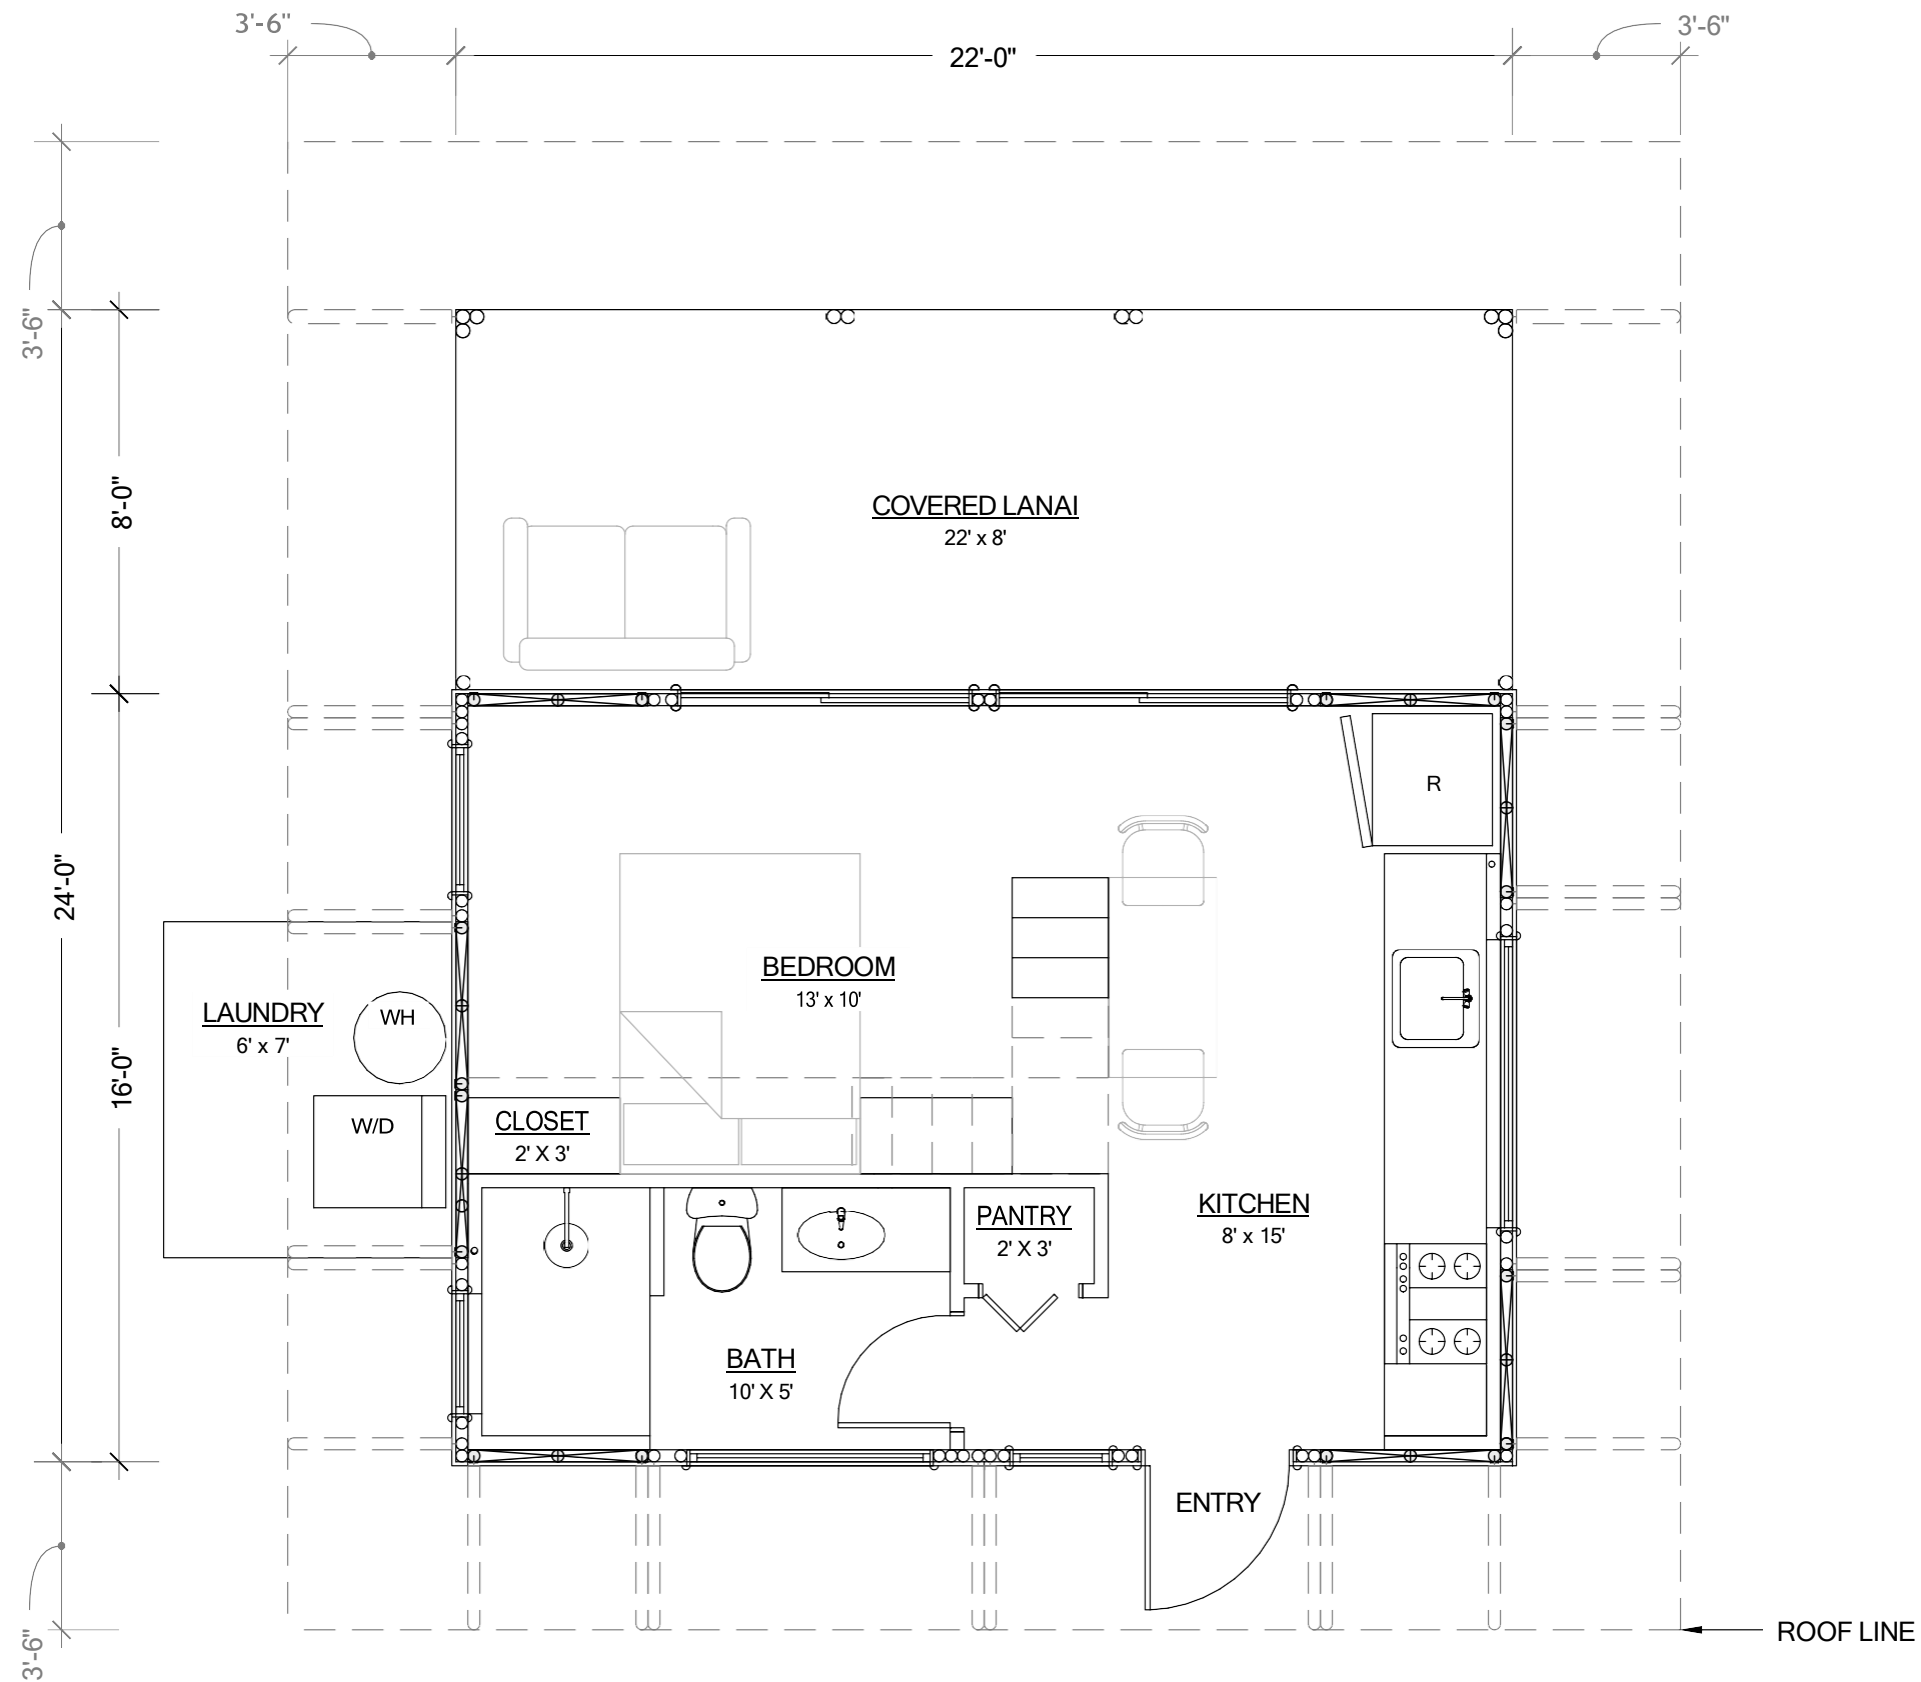 3'-6"
22'-0"
3'-6"
3'-6"
8'-0"
COVERED LANAI
22' x 8'
R
24'-0"
BEDROOM
13' x 10'
LAUNDRY
6' x 7'
WH
16'-0"
W/D
CLOSET
2' X 3'
KITCHEN
8' x 15'
PANTRY
2' X 3'
BATH
10' X 5'
ENTRY
3'-6"
ROOF LINE